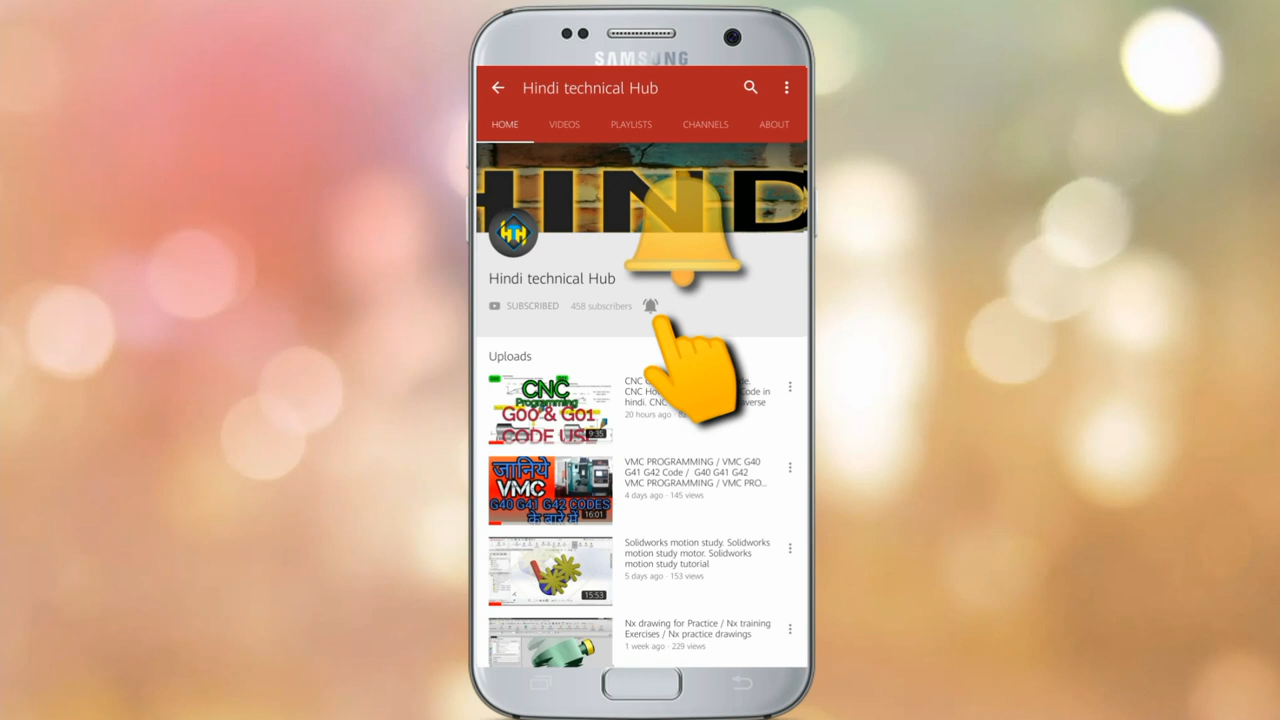 SAMSUNG
Hindi technical Hub
HOME VIDEOS PLAYLISTS CHANNELS ABOUT
HIND
HTH
Hindi technical Hub
SUBSCRIBED 458 subscribers
Uploads
CNC
Programming
G00 & G01
CODE USE
9:35
CNC
CNC Code in
hindi. CNC
20 hours ago
जानिये
VMC
G40 G41 G42 CODES
के बारे में
16:01
VMC PROGRAMMING / VMC G40
G41 G42 Code / G40 G41 G42
VMC PROGRAMMING / VMC PRO...
4 days ago · 145 views
15:53
Solidworks motion study. Solidworks
motion study motor. Solidworks
motion study tutorial
5 days ago · 153 views
Nx drawing for Practice / Nx training
Exercises / Nx practice drawings
1 week ago · 229 views